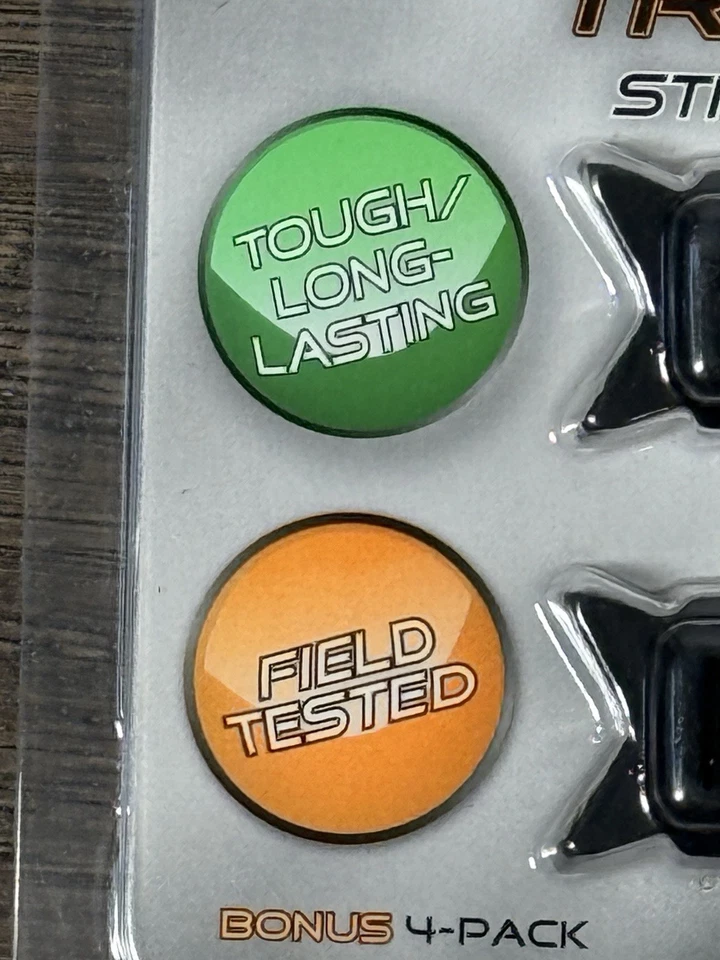 TOUGH/
LONG-
LASTING
FIELD
TESTED
BONUS 4-PACK